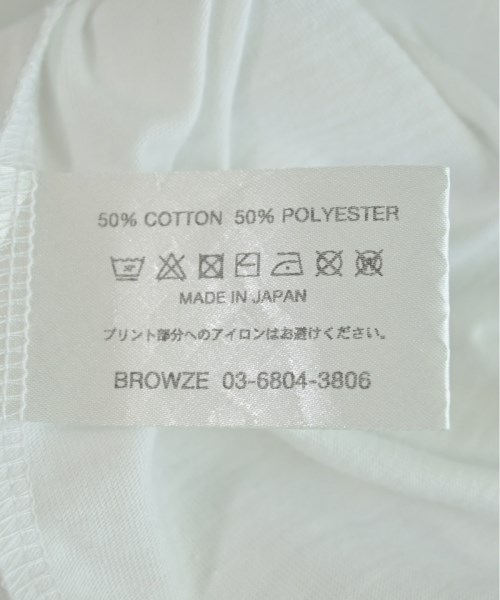 50% COTTON 50% POLYESTER
MADE IN JAPAN
プリント部分へのアイロンはお避けください。
BROWZE 03-6804-3806